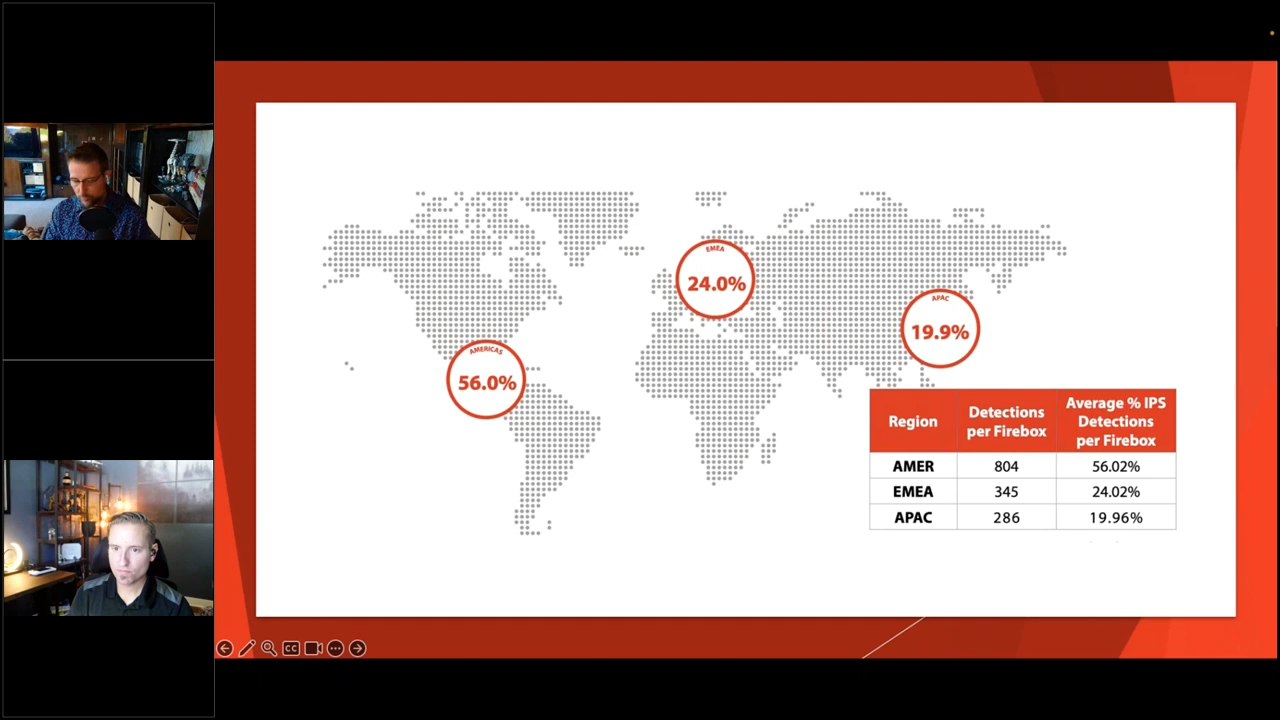 EMEA
24.0%
APAC
19.9%
AMERICAS
56.0%
Region
Detections
per Firebox
Average % IPS
Detections
per Firebox
AMER 804 56.02%
EMEA 345 24.02%
APAC 286 19.96%
CC